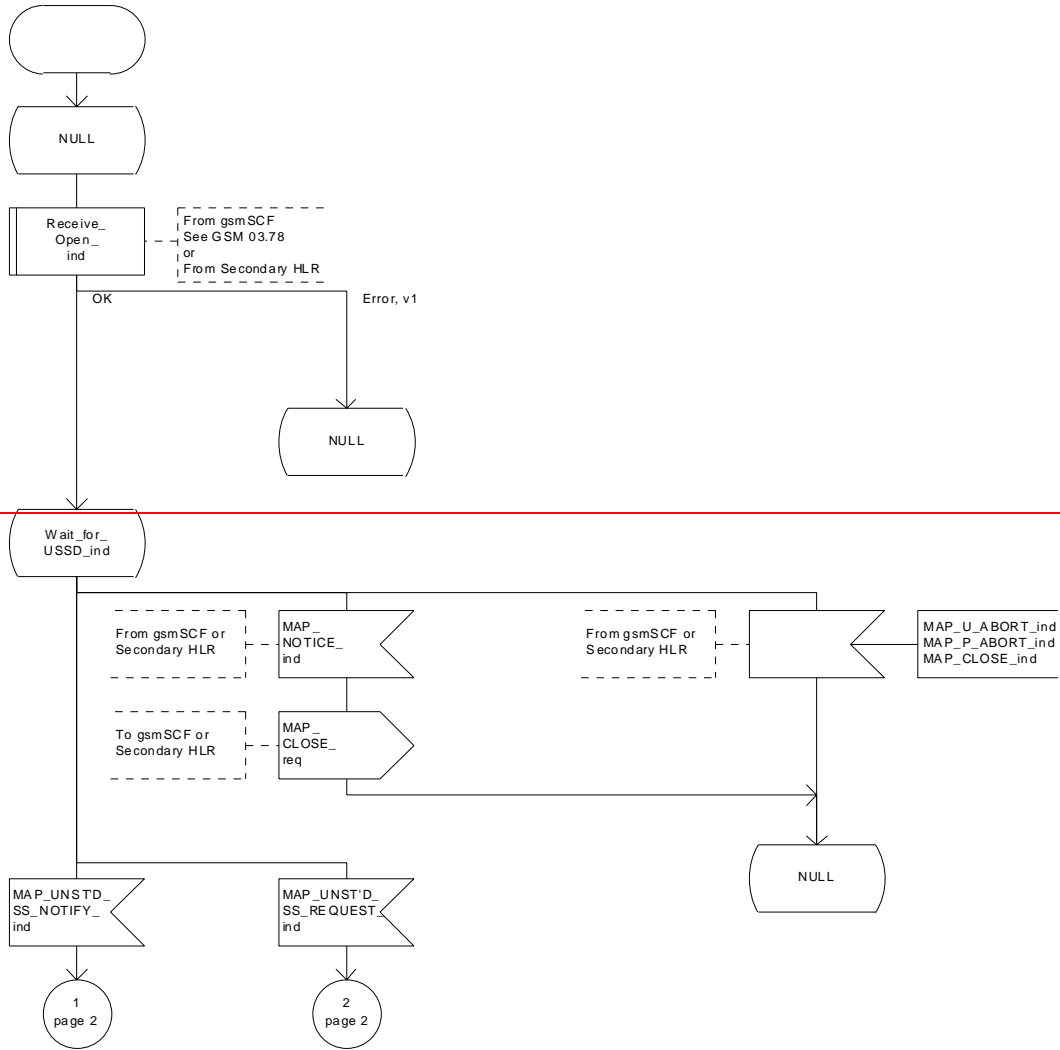 NULL
Receive_
Open_
ind
From gsmSCF
See GSM 03.78
or
From Secondary HLR
OK
Error, v1
NULL
Wait_for_
USSD_ind
From gsmSCF or
Secondary HLR
MAP_
NOTICE_
ind
From gsmSCF or
Secondary HLR
MAP_U_ABORT_ind
MAP_P_ABORT_ind
MAP_CLOSE_ind
To gsmSCF or
Secondary HLR
MAP_
CLOSE_
req
NULL
MAP_UNST'D_
SS_NOTIFY_
ind
MAP_UNST'D_
SS_REQUEST_
ind
1
page 2
2
page 2